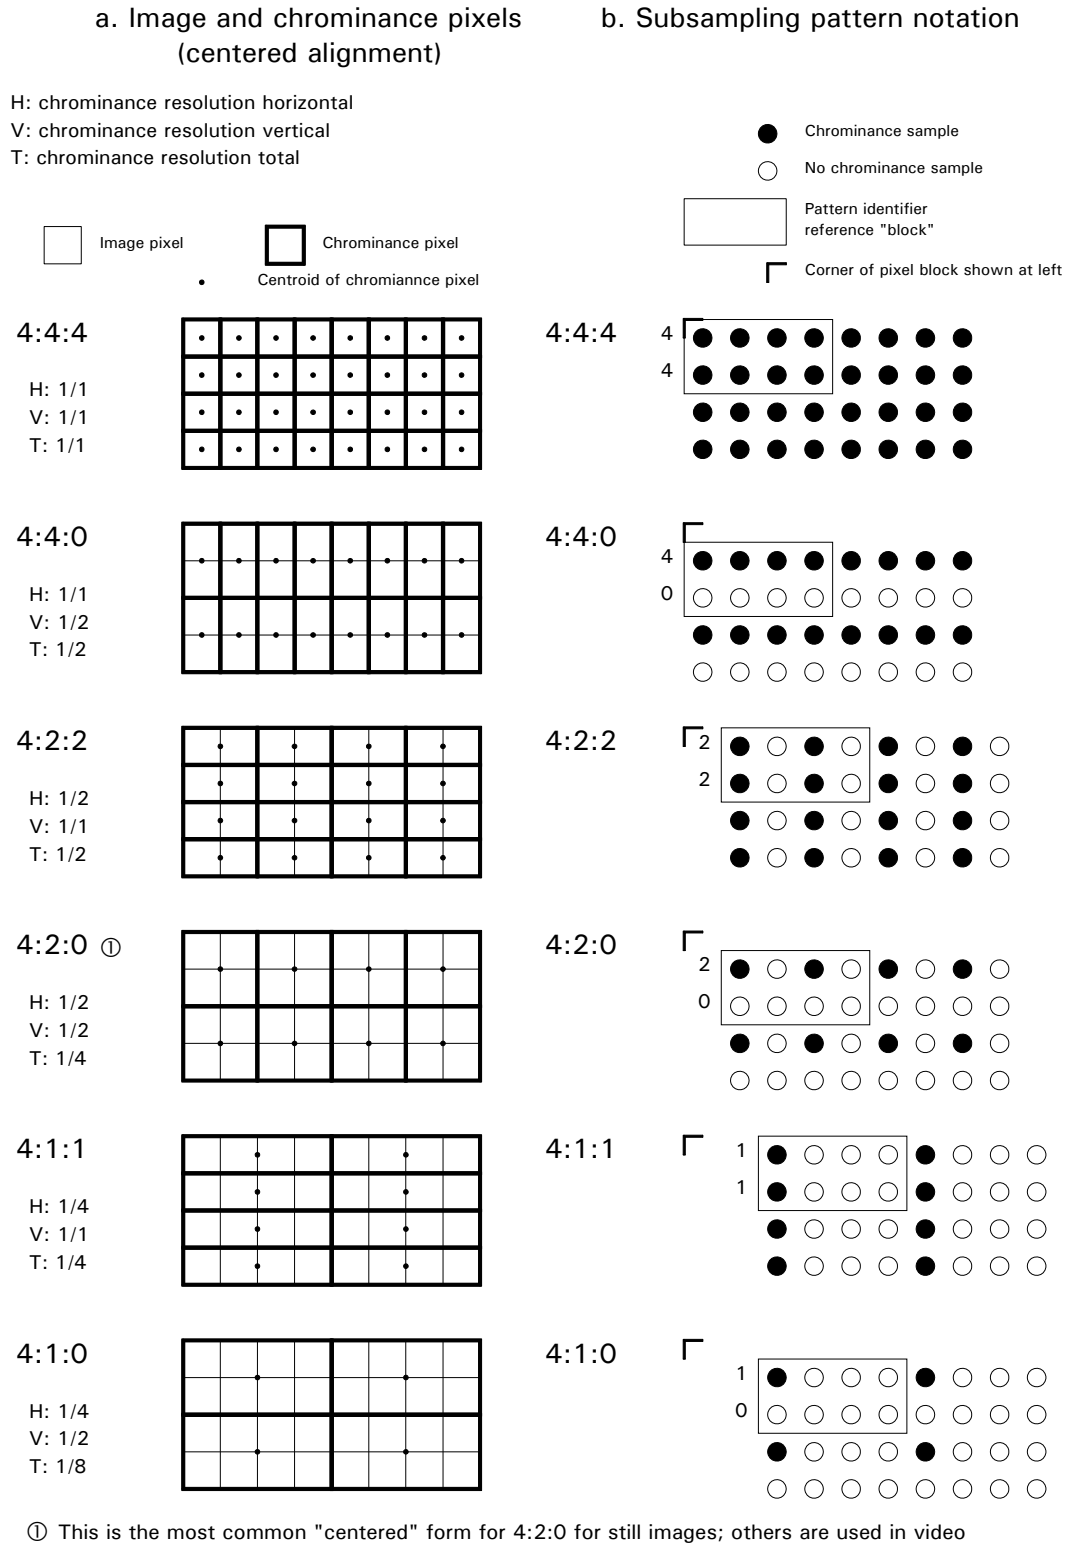 a. Image and chrominance pixels
(centered alignment)
b. Subsampling pattern notation
H: chrominance resolution horizontal
V: chrominance resolution vertical
T: chrominance resolution total
Chrominance sample
No chrominance sample
Pattern identifier
reference "block"
Corner of pixel block shown at left
Image pixel
Chrominance pixel
Centroid of chromiannce pixel
4:4:4
H: 1/1
V: 1/1
T: 1/1
4:4:4
4
4
4:4:0
H: 1/1
V: 1/2
T: 1/2
4:4:0
4
0
4:2:2
H: 1/2
V: 1/1
T: 1/2
4:2:2
2
2
4:2:0 ①
H: 1/2
V: 1/2
T: 1/4
4:2:0
2
0
4:1:1
H: 1/4
V: 1/1
T: 1/4
4:1:1
1
1
4:1:0
H: 1/4
V: 1/2
T: 1/8
4:1:0
1
0
① This is the most common "centered" form for 4:2:0 for still images; others are used in video